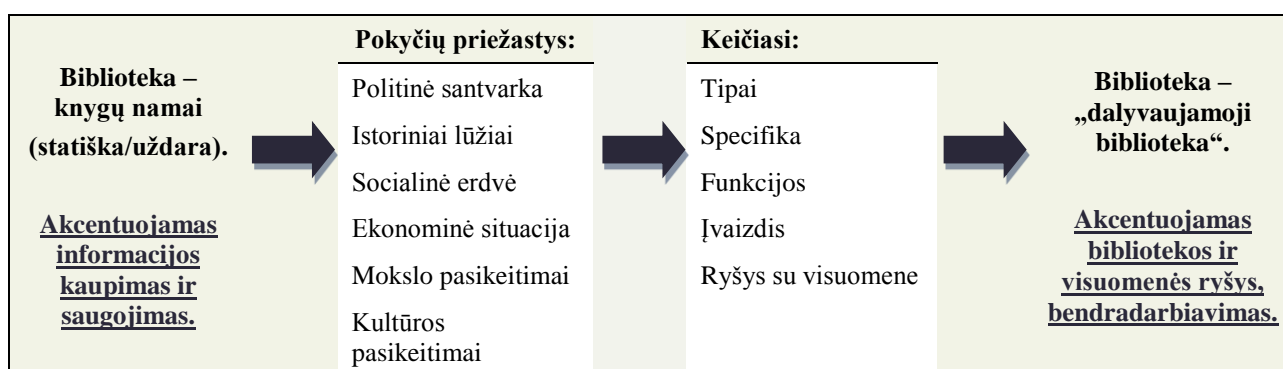 Biblioteka –
knygų namai
(statiška/uždara).
Akcentuojamas
informacijos
kaupimas ir
saugojimas.
Pokyčių priežastys:
Politinė santvarka
Istoriniai lūžiai
Socialinė erdvė
Ekonominė situacija
Mokslo pasikeitimai
Kultūros
pasikeitimai
Keičiasi:
Tipai
Specifika
Funkcijos
Įvaizdis
Ryšys su visuomene
Biblioteka –
„dalyvaujamoji
biblioteka“.
Akcentuojamas
bibliotekos ir
visuomenės ryšys,
bendradarbiavimas.